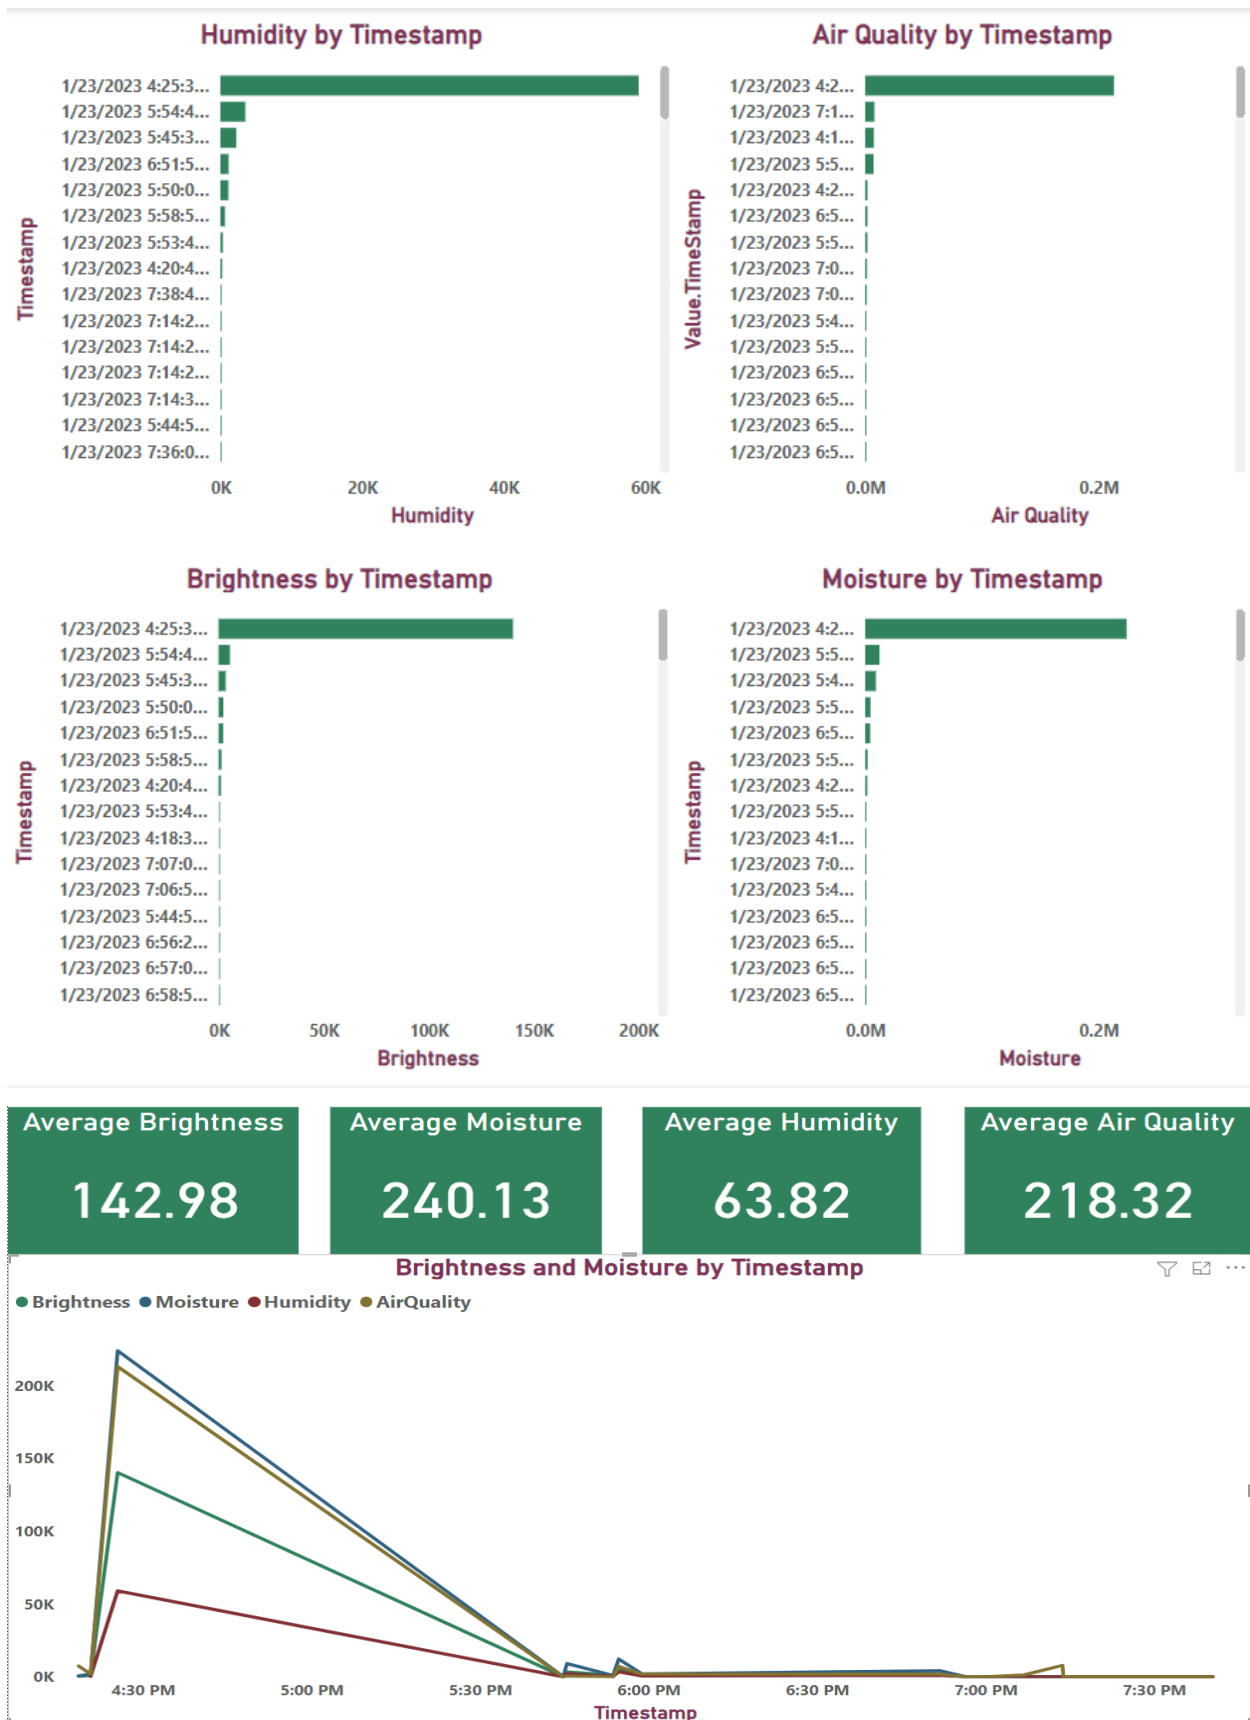 Humidity by Timestamp
Timestamp
1/23/2023 4:25:3...
1/23/2023 5:54:4...
1/23/2023 5:45:3...
1/23/2023 6:51:5...
1/23/2023 5:50:0...
1/23/2023 5:58:5...
1/23/2023 5:53:4...
1/23/2023 4:20:4...
1/23/2023 7:38:4...
1/23/2023 7:14:2...
1/23/2023 7:14:2...
1/23/2023 7:14:2...
1/23/2023 7:14:3...
1/23/2023 5:44:5...
1/23/2023 7:36:0...
0K 20K 40K 60K
Humidity
Air Quality by Timestamp
Value.TimeStamp
1/23/2023 4:2...
1/23/2023 7:1...
1/23/2023 4:1...
1/23/2023 5:5...
1/23/2023 4:2...
1/23/2023 6:5...
1/23/2023 5:5...
1/23/2023 7:0...
1/23/2023 7:0...
1/23/2023 5:4...
1/23/2023 5:5...
1/23/2023 6:5...
1/23/2023 6:5...
1/23/2023 6:5...
1/23/2023 6:5...
0.0M 0.2M
Air Quality
Brightness by Timestamp
Timestamp
1/23/2023 4:25:3...
1/23/2023 5:54:4...
1/23/2023 5:45:3...
1/23/2023 5:50:0...
1/23/2023 6:51:5...
1/23/2023 5:58:5...
1/23/2023 4:20:4...
1/23/2023 5:53:4...
1/23/2023 4:18:3...
1/23/2023 7:07:0...
1/23/2023 7:06:5...
1/23/2023 5:44:5...
1/23/2023 6:56:2...
1/23/2023 6:57:0...
1/23/2023 6:58:5...
0K 50K 100K 150K 200K
Brightness
Moisture by Timestamp
Timestamp
1/23/2023 4:2...
1/23/2023 5:5...
1/23/2023 5:4...
1/23/2023 5:5...
1/23/2023 6:5...
1/23/2023 5:5...
1/23/2023 4:2...
1/23/2023 5:5...
1/23/2023 4:1...
1/23/2023 7:0...
1/23/2023 5:4...
1/23/2023 6:5...
1/23/2023 6:5...
1/23/2023 6:5...
1/23/2023 6:5...
0.0M 0.2M
Moisture
Average Brightness
142.98
Average Moisture
240.13
Average Humidity
63.82
Average Air Quality
218.32
Brightness and Moisture by Timestamp
Brightness Moisture Humidity AirQuality
200K
150K
100K
50K
0K
4:30 PM 5:00 PM 5:30 PM 6:00 PM 6:30 PM 7:00 PM 7:30 PM
Timestamp